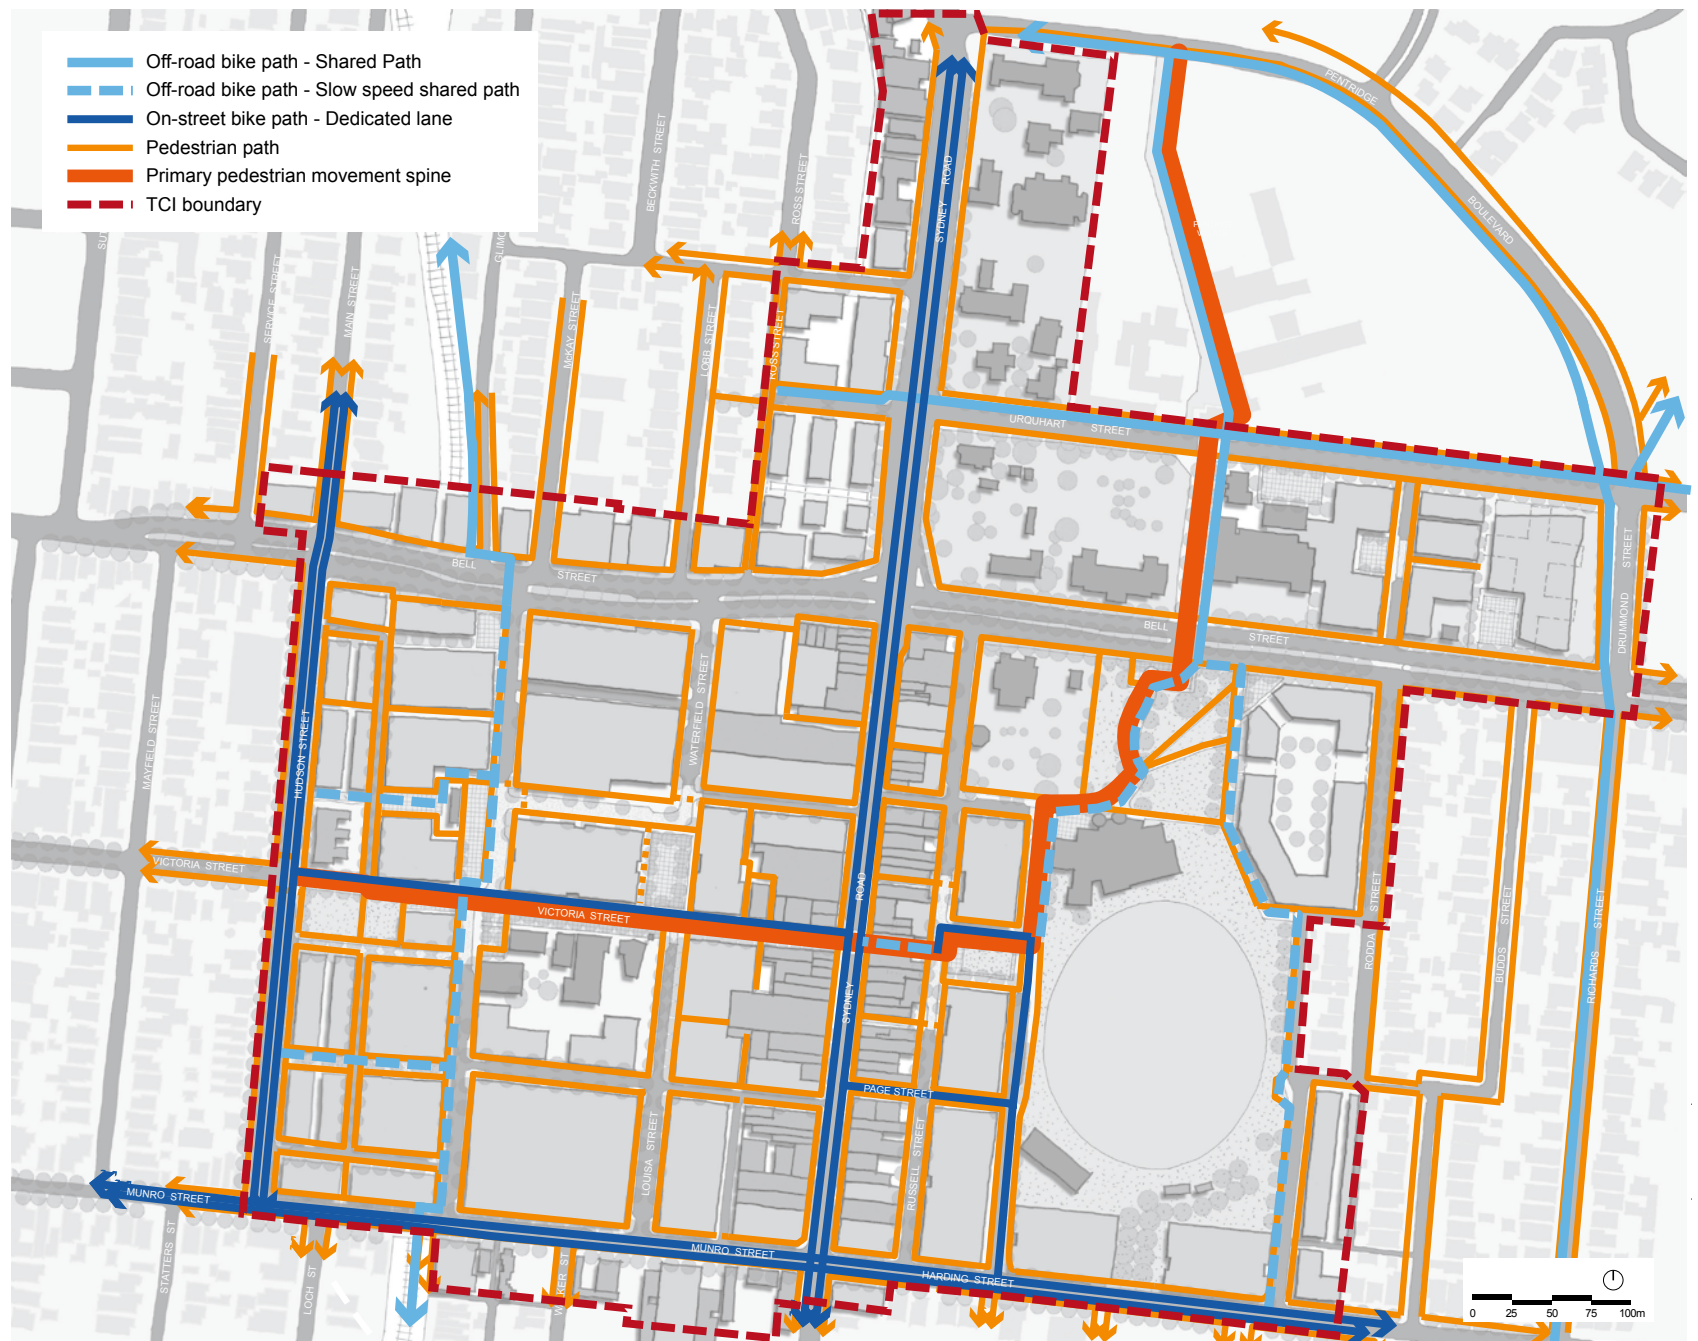 Off-road bike path - Shared Path
Off-road bike path - Slow speed shared path
On-street bike path - Dedicated lane
Pedestrian path
Primary pedestrian movement spine
TCI boundary
PENTRIDGE
BOULEVARD
BECKWITH STREET
ROSS STREET
SYDNEY ROAD
SERVICE STREET
MAIN STREET
McKAY STREET
LOBB STREET
ROSS STREET
URQUHART STREET
BELL STREET
BELL STREET
DRUMMOND STREET
MAYFIELD STREET
HUDSON STREET
WATERFIELD STREET
VICTORIA STREET
VICTORIA STREET
ROAD
SYDNEY
RODDA STREET
BUDDS STREET
RICHARDS STREET
PAGE STREET
LOUISA STREET
RUSSELL STREET
MUNRO STREET
MUNRO STREET
HARDING STREET
STATTERS ST
LOCH ST
0 25 50 75 100m